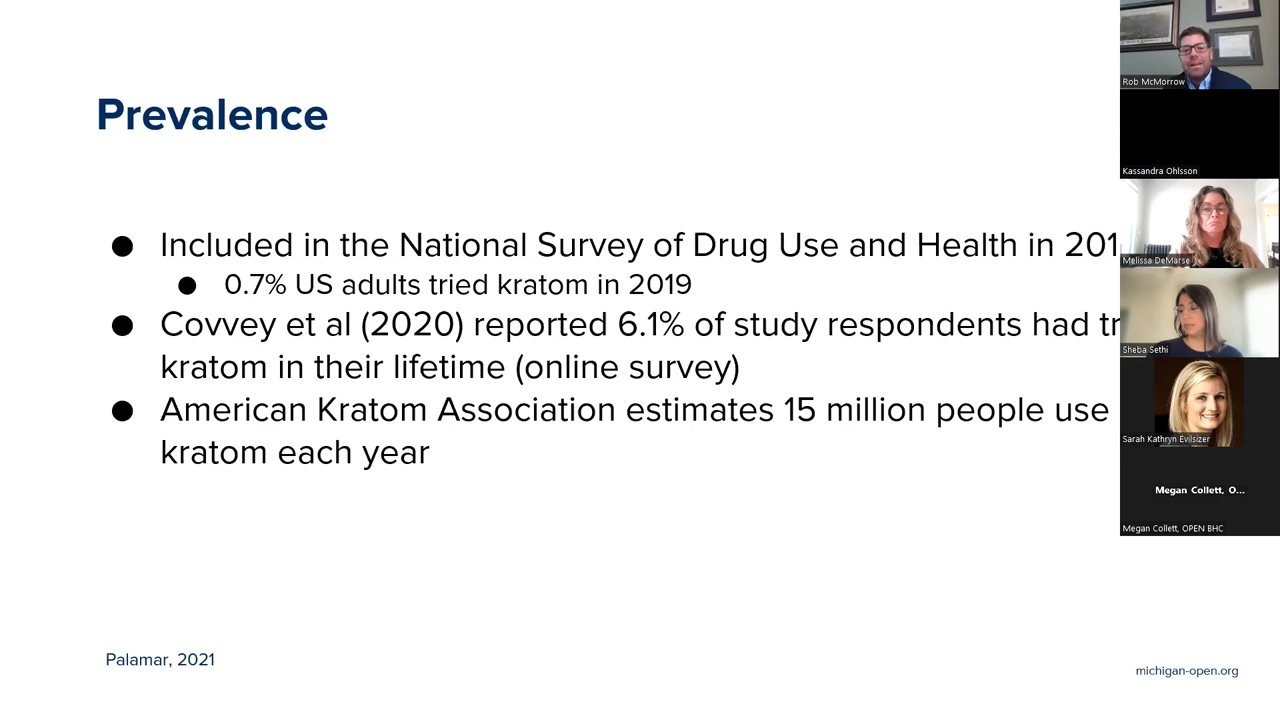 Prevalence
Included in the National Survey of Drug Use and Health in 201
0.7% US adults tried kratom in 2019
Covvey et al (2020) reported 6.1% of study respondents had tr
kratom in their lifetime (online survey)
American Kratom Association estimates 15 million people use
kratom each year
Palamar, 2021
michigan-open.org
Rob McMorrow
Kassandra Ohlsson
Melissa DeMarse
Sheba Sethi
Sarah Kathryn Evilsizer
Megan Collett, O...
Megan Collett, OPEN BHC